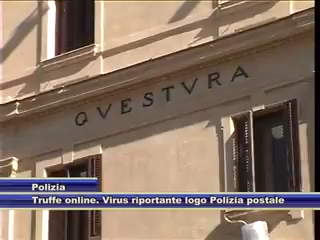 QVESTVRA
Polizia
Truffe online. Virus riportante logo Polizia postale